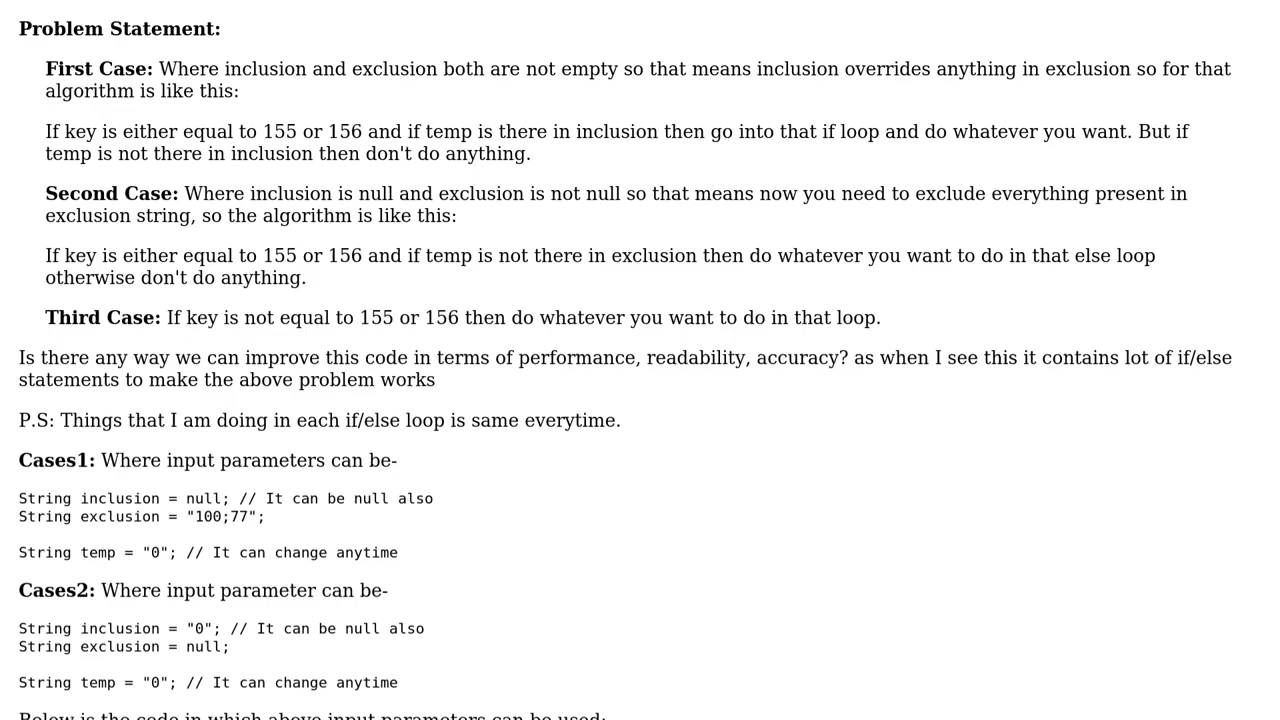 Problem Statement:
First Case: Where inclusion and exclusion both are not empty so that means inclusion overrides anything in exclusion so for that
algorithm is like this:
If key is either equal to 155 or 156 and if temp is there in inclusion then go into that if loop and do whatever you want. But if
temp is not there in inclusion then don't do anything.
Second Case: Where inclusion is null and exclusion is not null so that means now you need to exclude everything present in
exclusion string, so the algorithm is like this:
If key is either equal to 155 or 156 and if temp is not there in exclusion then do whatever you want to do in that else loop
otherwise don't do anything.
Third Case: If key is not equal to 155 or 156 then do whatever you want to do in that loop.
Is there any way we can improve this code in terms of performance, readability, accuracy? as when I see this it contains lot of if/else
statements to make the above problem works
P.S: Things that I am doing in each if/else loop is same everytime.
Cases1: Where input parameters can be-
String inclusion = null; // It can be null also
String exclusion = "100;77";
String temp = "0"; // It can change anytime
Cases2: Where input parameter can be-
String inclusion = "0"; // It can be null also
String exclusion = null;
String temp = "0"; // It can change anytime
Below is the code in which above input parameters can be used: